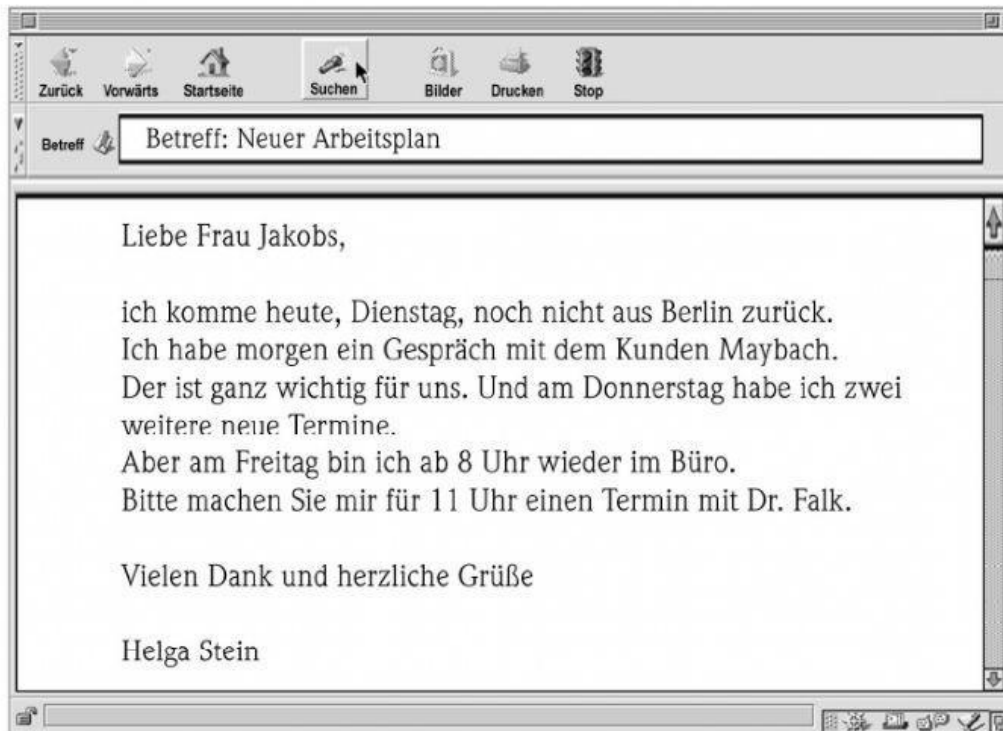 Zurück Vorwärts Startseite Suchen Bilder Drucken Stop
Betreff Betreff: Neuer Arbeitsplan
Liebe Frau Jakobs,
ich komme heute, Dienstag, noch nicht aus Berlin zurück.
Ich habe morgen ein Gespräch mit dem Kunden Maybach.
Der ist ganz wichtig für uns. Und am Donnerstag habe ich zwei
weitere neue Termine.
Aber am Freitag bin ich ab 8 Uhr wieder im Büro.
Bitte machen Sie mir für 11 Uhr einen Termin mit Dr. Falk.
Vielen Dank und herzliche Grüße
Helga Stein